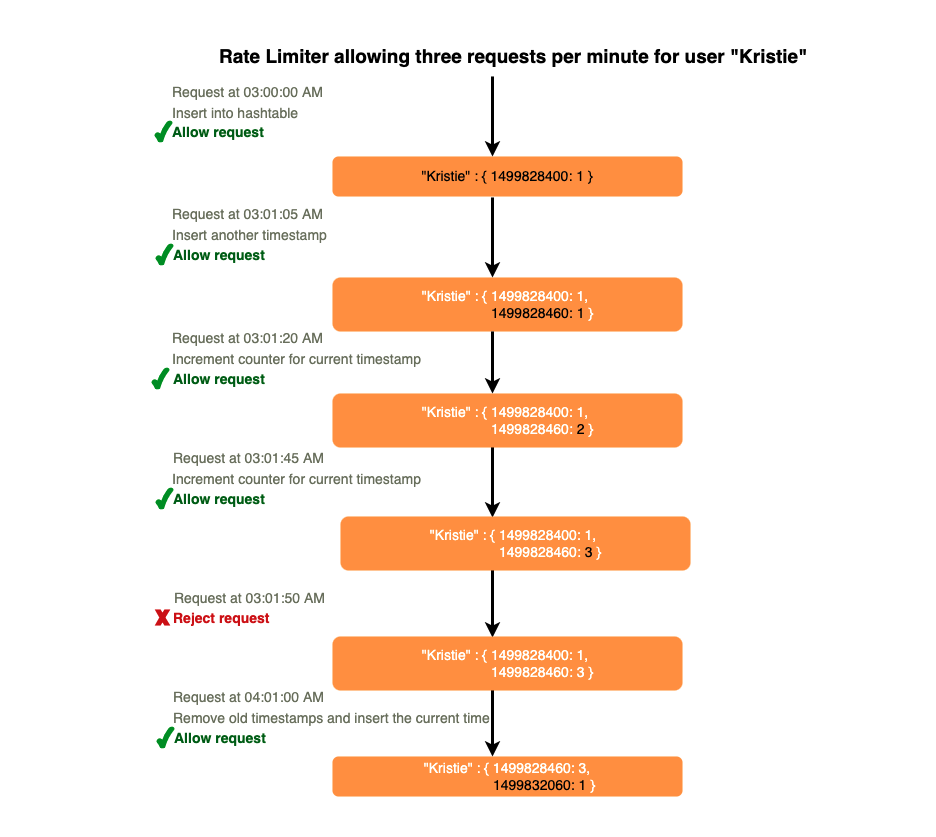 Rate Limiter allowing three requests per minute for user "Kristie"
Request at 03:00:00 AM
Insert into hashtable
Allow request
"Kristie" : { 1499828400: 1 }
Request at 03:01:05 AM
Insert another timestamp
Allow request
"Kristie" : { 1499828400: 1,
1499828460: 1 }
Request at 03:01:20 AM
Increment counter for current timestamp
Allow request
"Kristie" : { 1499828400: 1,
1499828460: 2 }
Request at 03:01:45 AM
Increment counter for current timestamp
Allow request
"Kristie" : { 1499828400: 1,
1499828460: 3 }
Request at 03:01:50 AM
Reject request
"Kristie" : { 1499828400: 1,
1499828460: 3 }
Request at 04:01:00 AM
Remove old timestamps and insert the current time
Allow request
"Kristie" : { 1499828460: 3,
1499832060: 1 }